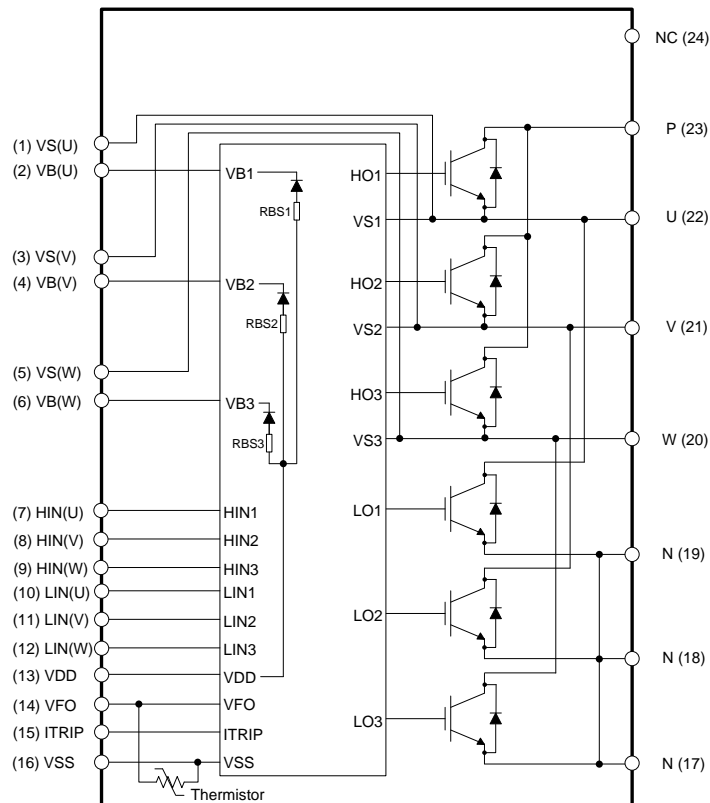 NC (24)
P (23)
U (22)
V (21)
W (20)
N (19)
N (18)
N (17)
(1) VS(U)
(2) VB(U)
(3) VS(V)
(4) VB(V)
(5) VS(W)
(6) VB(W)
(7) HIN(U)
(8) HIN(V)
(9) HIN(W)
(10) LIN(U)
(11) LIN(V)
(12) LIN(W)
(13) VDD
(14) VFO
(15) ITRIP
(16) VSS
VB1
RBS1
VB2
RBS2
VB3
RBS3
HIN1
HIN2
HIN3
LIN1
LIN2
LIN3
VDD
VFO
ITRIP
VSS
Thermistor
HO1
VS1
HO2
VS2
HO3
VS3
LO1
LO2
LO3